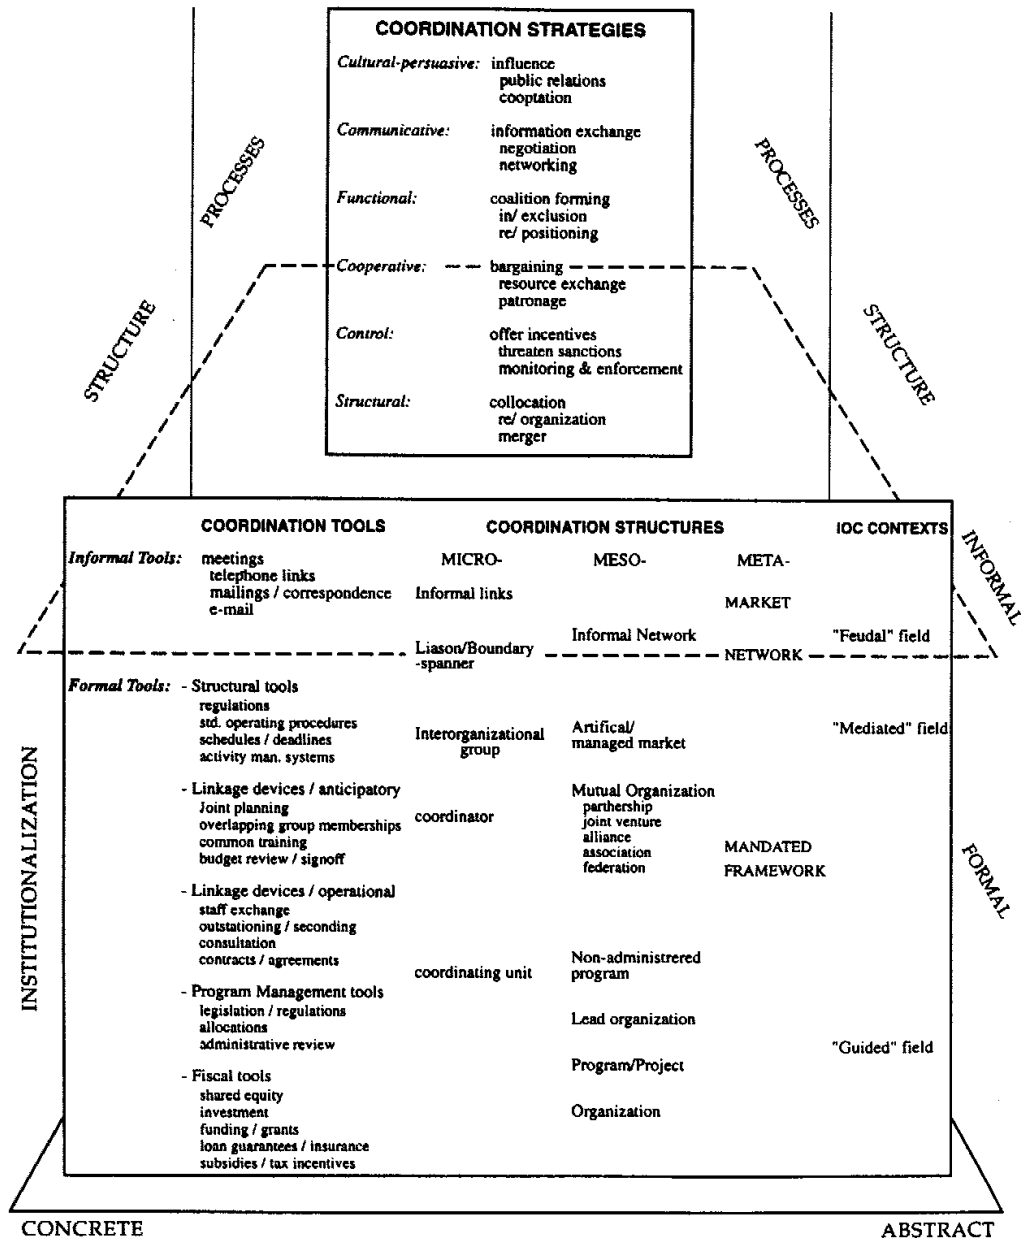 COORDINATION STRATEGIES
Cultural-persuasive: influence
public relations
cooptation
Communicative: information exchange
negotiation
networking
Functional: coalition forming
in/ exclusion
re/ positioning
Cooperative: bargaining
resource exchange
patronage
Control: offer incentives
threaten sanctions
monitoring & enforcement
Structural: collocation
re/ organization
merger
PROCESSES
PROCESSES
STRUCTURE
STRUCTURE
COORDINATION TOOLS COORDINATION STRUCTURES IOC CONTEXTS
Informal Tools: meetings MICRO- MESO- META-
telephone links
mailings / correspondence Informal links
e-mail MARKET
Informal Network "Feudal" field
Liason/Boundary NETWORK
-spanner
Formal Tools: - Structural tools
regulations
std. operating procedures Artifical/ "Mediated" field
schedules / deadlines Interorganizational managed market
activity man. systems group
- Linkage devices / anticipatory Mutual Organization
Joint planning coordinator parthership
overlapping group memberships joint venture
common training alliance MANDATED
budget review / signoff association
federation FRAMEWORK
- Linkage devices / operational
staff exchange
outstationing / seconding
consultation
contracts / agreements Non-administrered
coordinating unit program
- Program Management tools
legislation / regulations
allocations Lead organization
administrative review "Guided" field
- Fiscal tools Program/Project
shared equity
investment Organization
funding / grants
loan guarantees / insurance
subsidies / tax incentives
INFORMAL
FORMAL
INSTITUTIONALIZATION
CONCRETE ABSTRACT